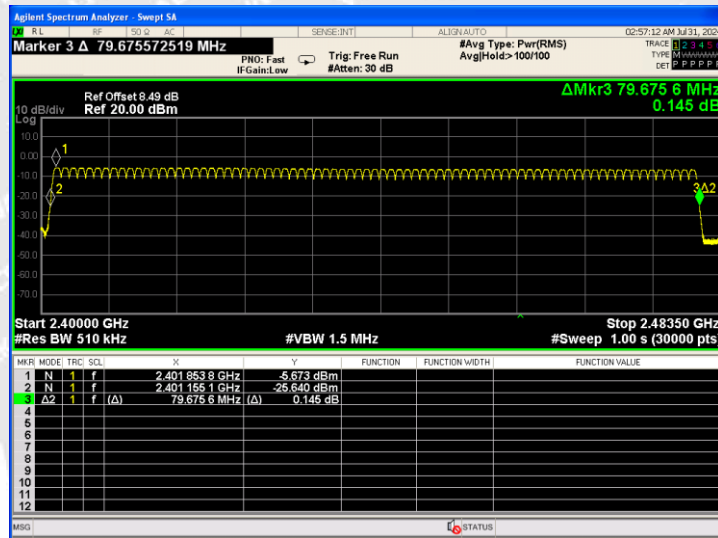 Agilent Spectrum Analyzer - Swept SA
RL RF 50 Ω AC SENSE:INT ALIGNAUTO 02:57:12 AM Jul 31, 202
Marker 3 Δ 79.675572519 MHz #Avg Type: Pwr(RMS) TRACE 1 2 3 4 5
PNO: Fast Trig: Free Run Avg|Hold:>100/100 TYPE M
IFGain:Low #Atten: 30 dB DET P P P P P
ΔMkr3 79.675 6 MHz
0.145 dB
Ref Offset 8.49 dB
10 dB/div Ref 20.00 dBm
Log
10.0
0.00
-10.0
-20.0
-30.0
-40.0
-50.0
-60.0
-70.0
1
2
3Δ2
Start 2.40000 GHz Stop 2.48350 GHz
#Res BW 510 kHz #VBW 1.5 MHz #Sweep 1.00 s (30000 pts
MKR MODE TRC SCL X Y FUNCTION FUNCTION WIDTH FUNCTION VALUE
1 N 1 f 2.401 853 8 GHz -5.673 dBm
2 N 1 f 2.401 155 1 GHz -25.640 dBm
3 Δ2 1 f (Δ) 79.675 6 MHz (Δ) 0.145 dB
4
5
6
7
8
9
10
11
12
MSG STATUS